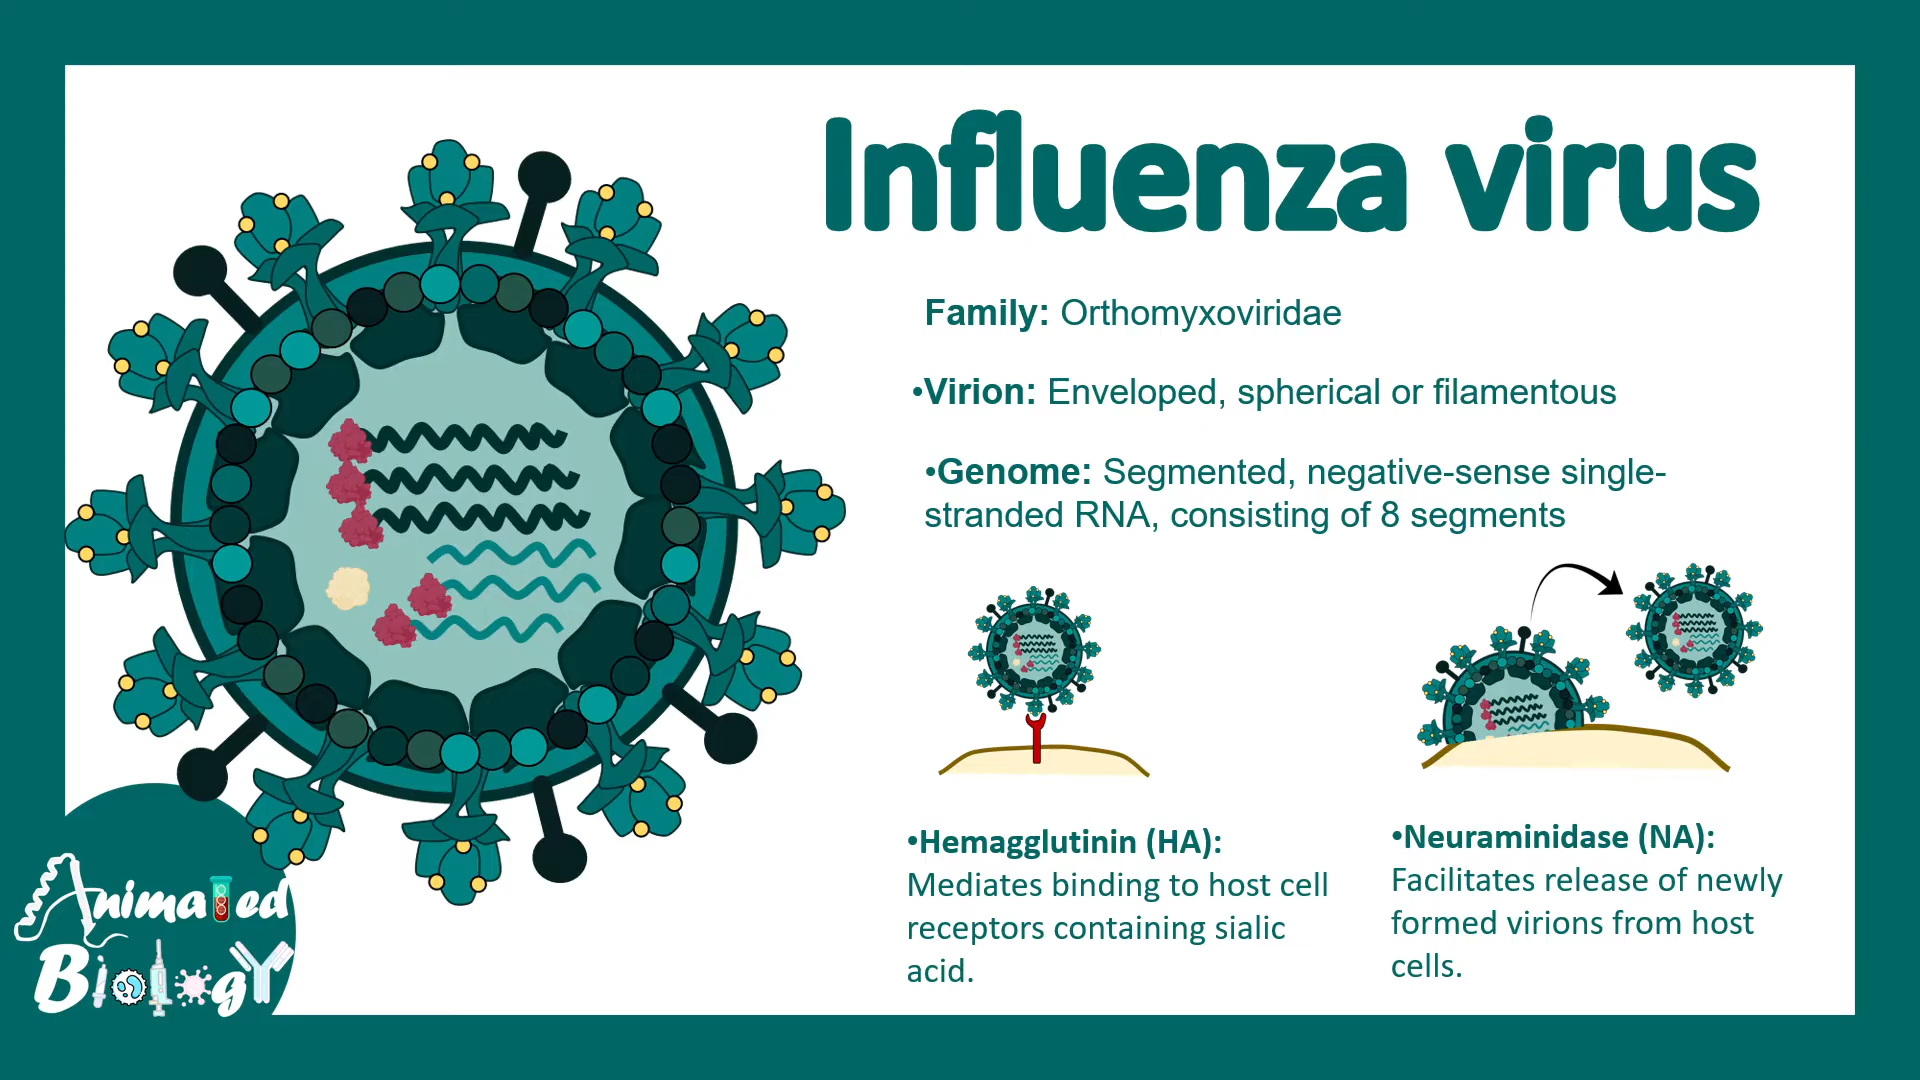 Influenza virus
Family: Orthomyxoviridae
•Virion: Enveloped, spherical or filamentous
•Genome: Segmented, negative-sense single-
stranded RNA, consisting of 8 segments
•Hemagglutinin (HA):
Mediates binding to host cell
receptors containing sialic
acid.
•Neuraminidase (NA):
Facilitates release of newly
formed virions from host
cells.
Animated
BiologY